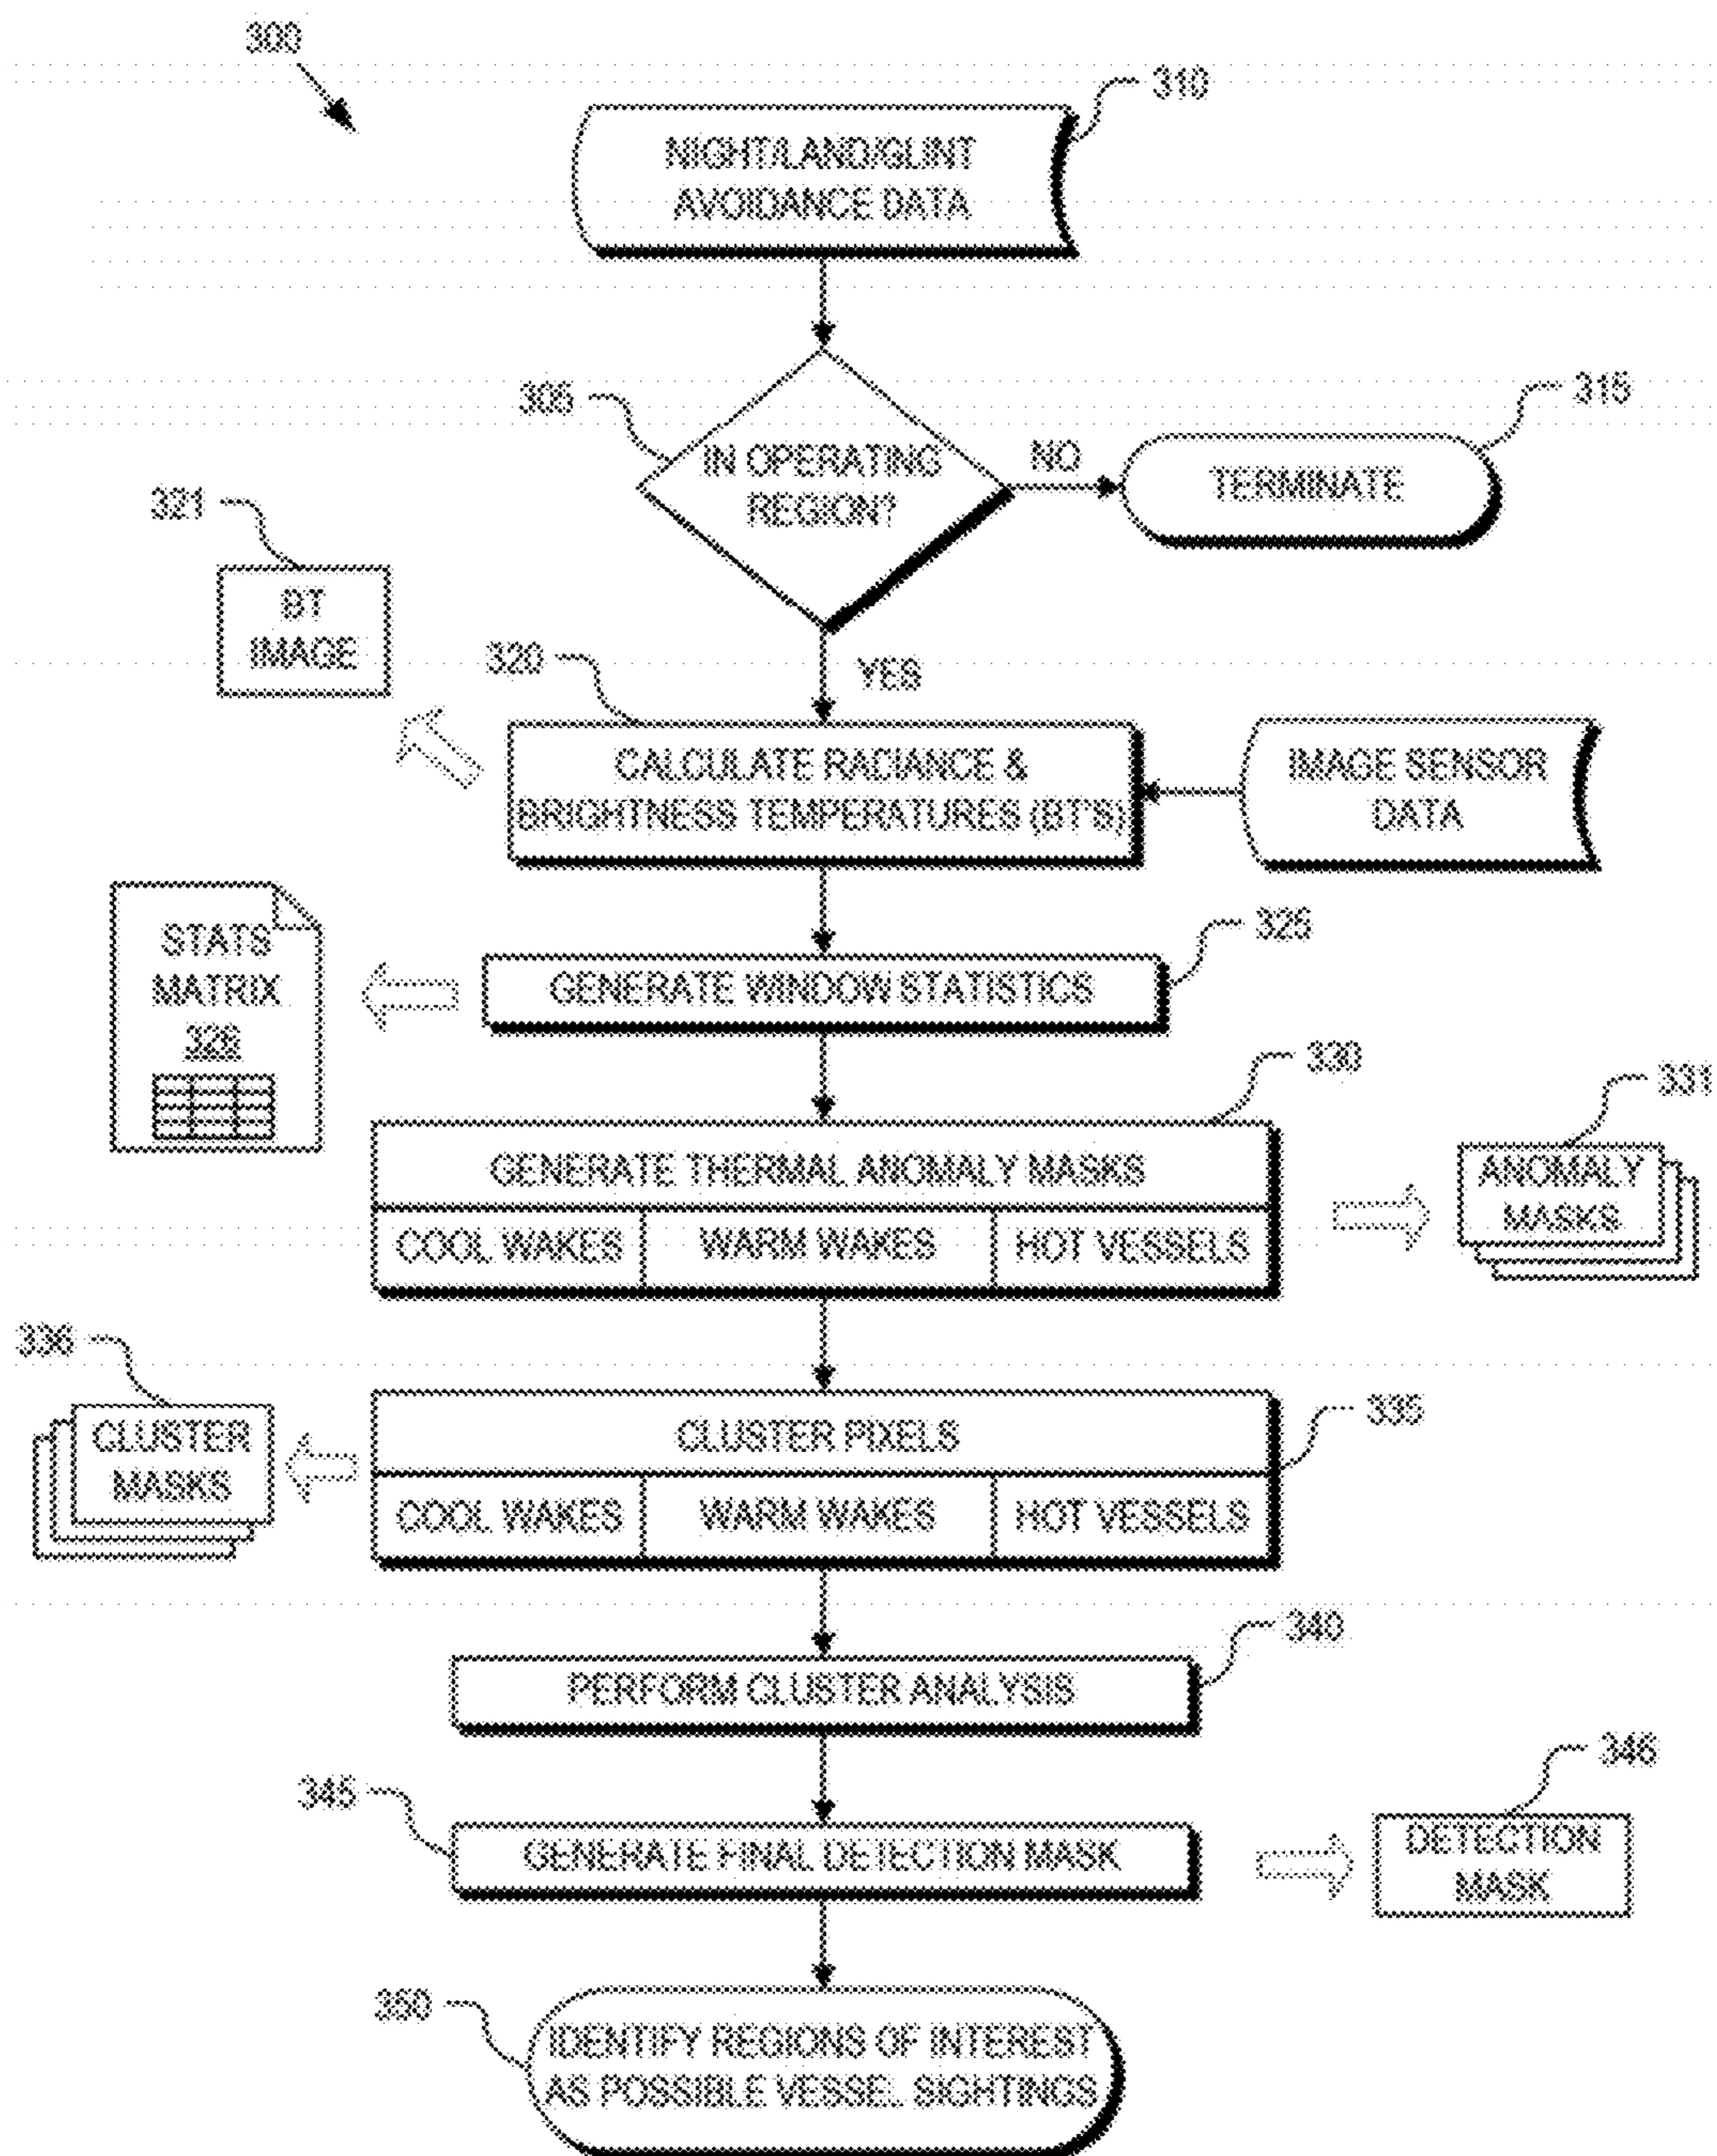 300
310
NIGHT/LAND/GLINT
AVOIDANCE DATA
305
315
IN OPERATING
REGION?
NO
TERMINATE
321
BT
IMAGE
320
YES
CALCULATE RADIANCE &
BRIGHTNESS TEMPERATURES (BT'S)
IMAGE SENSOR
DATA
325
STATS
MATRIX
326
GENERATE WINDOW STATISTICS
330
331
GENERATE THERMAL ANOMALY MASKS
COOL WAKES
WARM WAKES
HOT VESSELS
ANOMALY
MASKS
336
335
CLUSTER
MASKS
CLUSTER PIXELS
COOL WAKES
WARM WAKES
HOT VESSELS
340
PERFORM CLUSTER ANALYSIS
345
346
GENERATE FINAL DETECTION MASK
DETECTION
MASK
350
IDENTIFY REGIONS OF INTEREST
AS POSSIBLE VESSEL SIGHTINGS